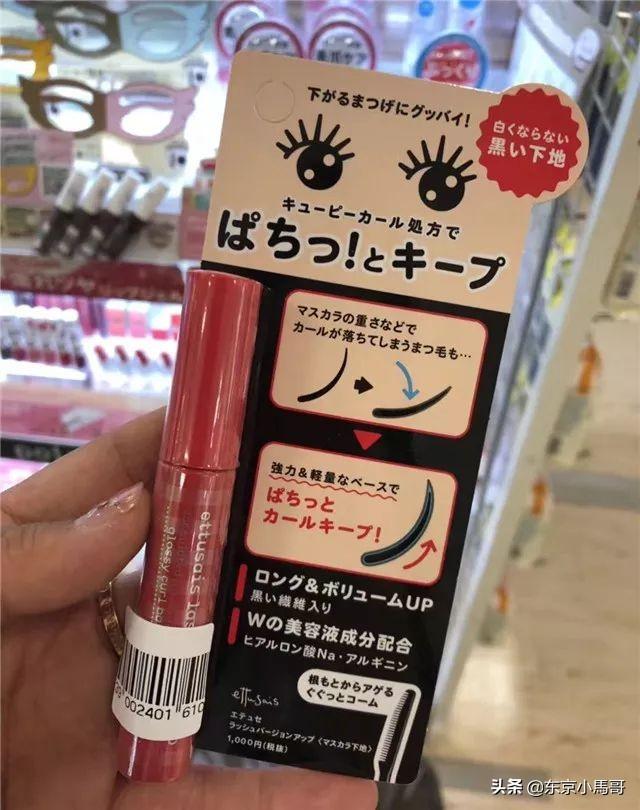 下がるまつげにグッバイ!
白くならない
黒い下地
キューピーカール処方で
ぱちっ!とキープ
マスカラの重さなどで
カールが落ちてしまうまつ毛も…
強力&軽量なベースで
ぱちっと
カールキープ!
ロング&ボリュームUP
黒い繊維入り
Wの美容液成分配合
ヒアルロン酸Na・アルギニン
根もとからアゲる
ぐぐっとコーム
ettusais
エテュセ
ラッシュバージョンアップ〈マスカラ下地〉
1,000円(税抜)
ettusais las
glossy curl
002401 610
头条 @东京小馬哥